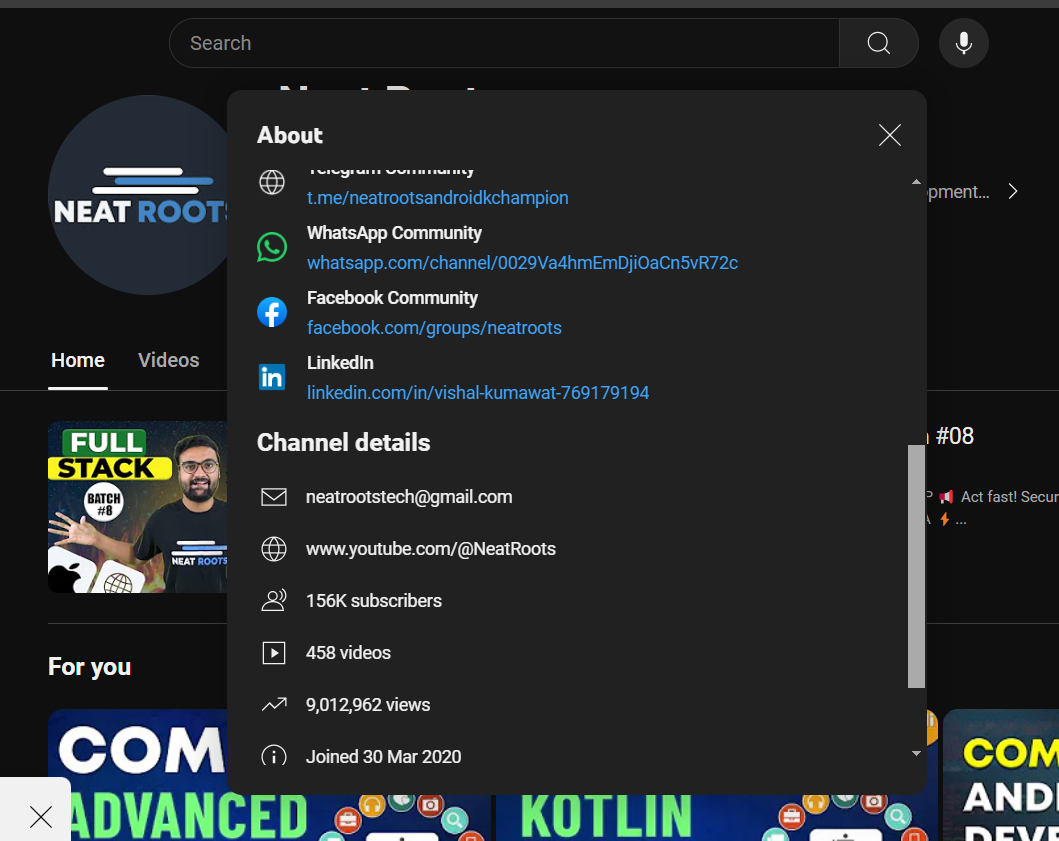 Search
NEAT ROOTS
About
Telegram Community
t.me/neatrootsandroidkchampion
WhatsApp Community
whatsapp.com/channel/0029Va4hmEmDjiOaCn5vR72c
Facebook Community
facebook.com/groups/neatroots
LinkedIn
linkedin.com/in/vishal-kumawat-769179194
Channel details
neatrootstech@gmail.com
www.youtube.com/@NeatRoots
156K subscribers
458 videos
9,012,962 views
Joined 30 Mar 2020
pment...
Home
Videos
FULL
STACK
BATCH
#8
NEAT ROOTS
#08
Act fast! Secur
...
For you
COM
ADVANCED
KOTLIN
COM
ANDI
DEVE